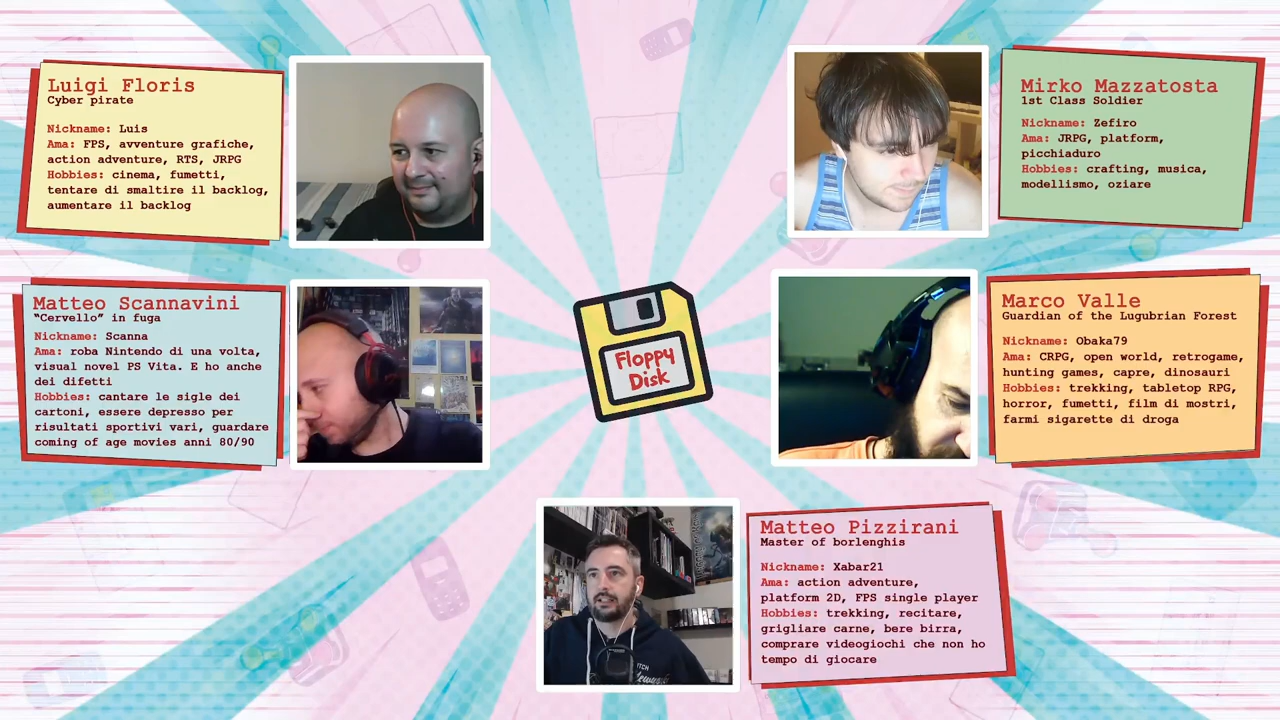 Luigi Floris
Cyber pirate
Nickname: Luis
Ama: FPS, avventure grafiche,
action adventure, RTS, JRPG
Hobbies: cinema, fumetti,
tentare di smaltire il backlog,
aumentare il backlog
Mirko Mazzatosta
1st Class Soldier
Nickname: Zefiro
Ama: JRPG, platform,
picchiaduro
Hobbies: crafting, musica,
modellismo, oziare
Matteo Scannavini
“Cervello” in fuga
Nickname: Scanna
Ama: roba Nintendo di una volta,
visual novel PS Vita. E ho anche
dei difetti
Hobbies: cantare le sigle dei
cartoni, essere depresso per
risultati sportivi vari, guardare
coming of age movies anni 80/90
Floppy
Disk
Marco Valle
Guardian of the Lugubrian Forest
Nickname: Obaka79
Ama: CRPG, open world, retrogame,
hunting games, capre, dinosauri
Hobbies: trekking, tabletop RPG,
horror, fumetti, film di mostri,
farmi sigarette di droga
Matteo Pizzirani
Master of borlenghis
Nickname: Xabar21
Ama: action adventure,
platform 2D, FPS single player
Hobbies: trekking, recitare,
grigliare carne, bere birra,
comprare videogiochi che non ho
tempo di giocare